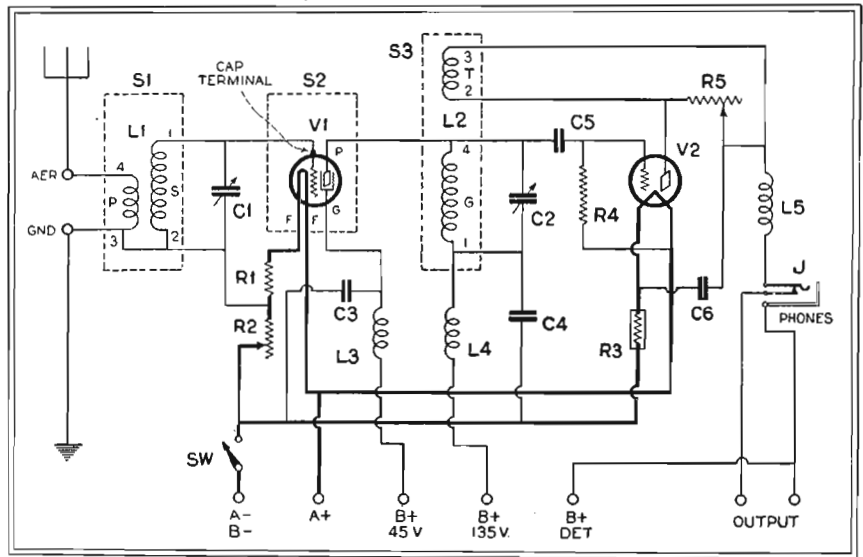 S1
CAP
TERMINAL
S2
S3
3
T
2
R5
L1
1
V1
P
L2
4
C5
V2
AER
4
P
S
C1
G
C2
R4
L5
GND
3
2
F
F
G
1
R1
C3
C4
C6
J
PHONES
R2
L3
L4
R3
SW
A-
B-
A+
B+
45 V
B+
135 V.
B+
DET
OUTPUT